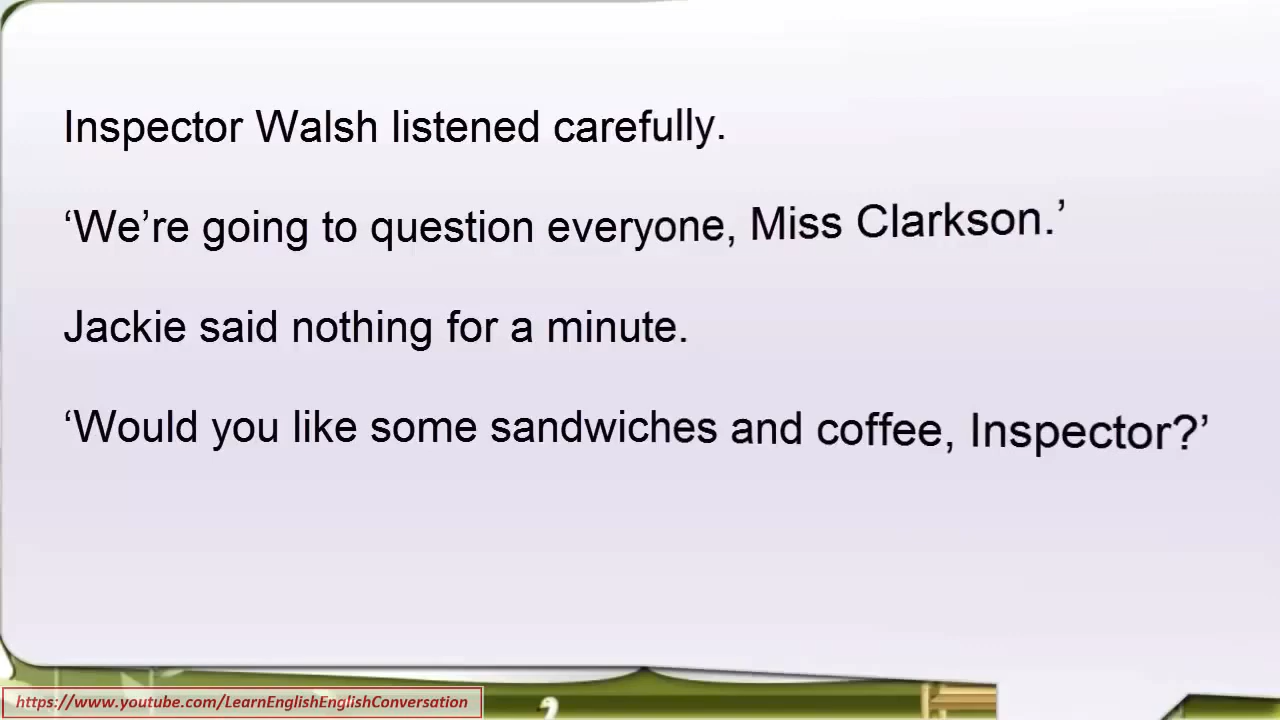 Inspector Walsh listened carefully.
‘We’re going to question everyone, Miss Clarkson.’
Jackie said nothing for a minute.
‘Would you like some sandwiches and coffee, Inspector?’
https://www.youtube.com/LearnEnglishEnglishConversation